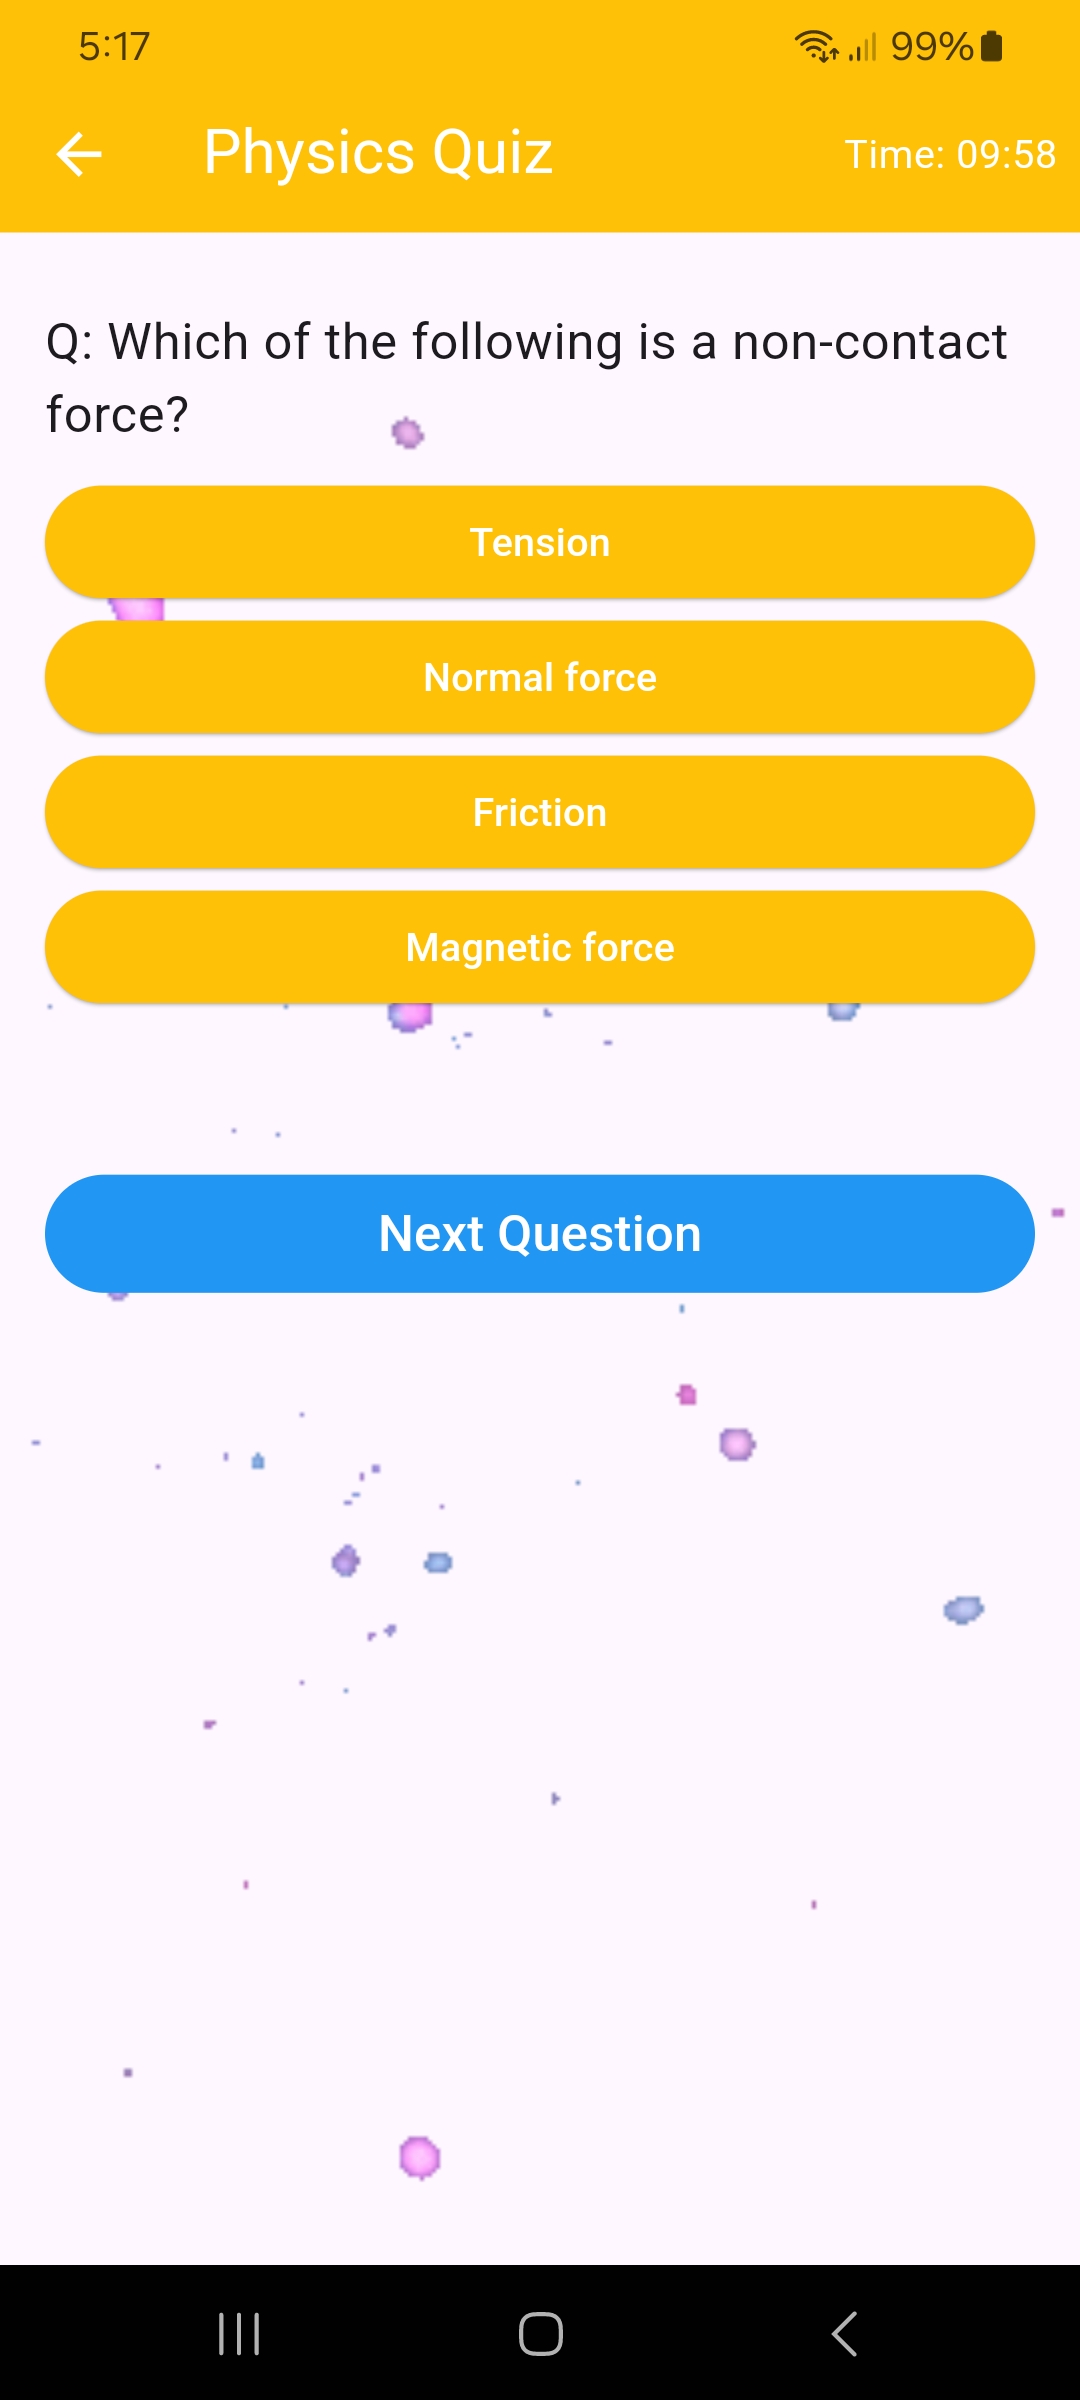 5:17
99%
Physics Quiz
Time: 09:58
Q: Which of the following is a non-contact
force?
Tension
Normal force
Friction
Magnetic force
Next Question